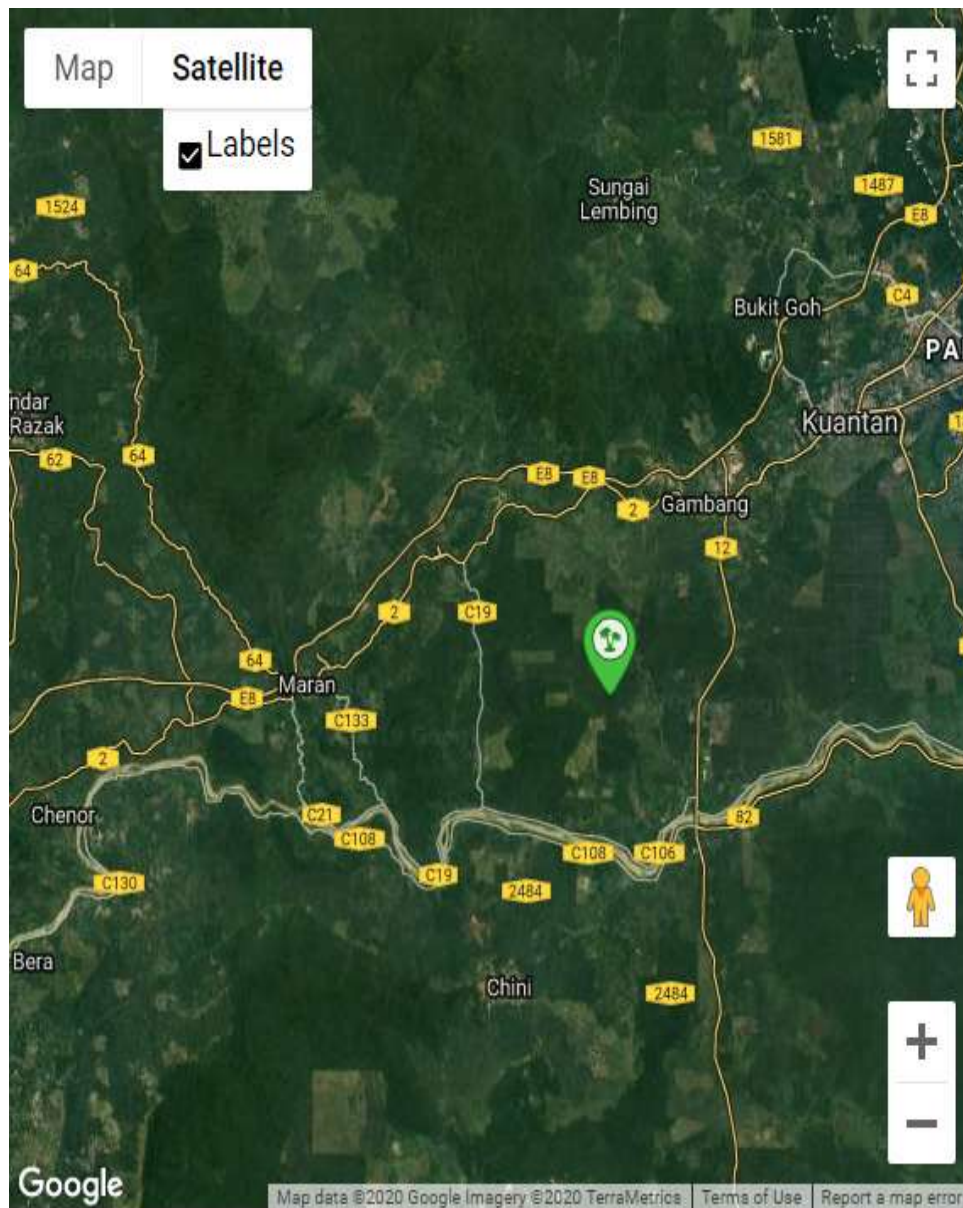 Map
Satellite
Labels
1581
Sungai
Lembing
1487
1524
E8
64
C4
Bukit Goh
PA
ndar
Razak
Kuantan
62
64
E8
E8
Gambang
2
12
2
C19
64
Maran
E8
C133
2
Chenor
C21
82
C108
C108
C106
C19
C130
2484
Bera
Chini
2484
Google
Map data ©2020 Google Imagery ©2020 TerraMetrics
Terms of Use
Report a map error